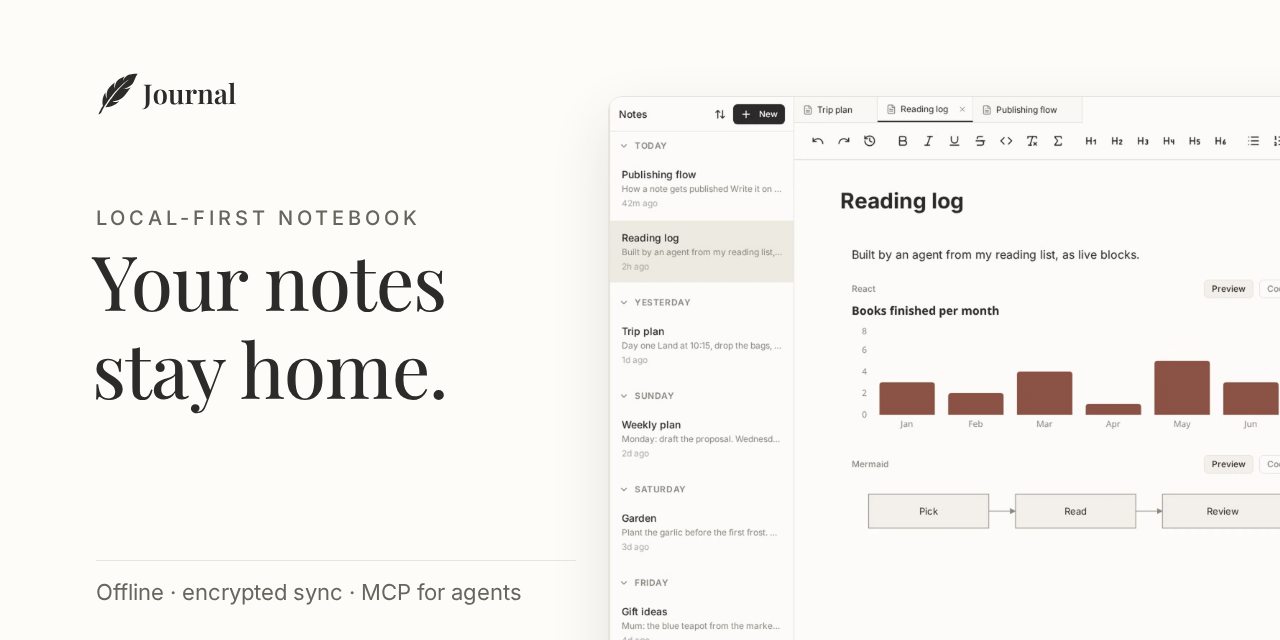 Journal
LOCAL-FIRST NOTEBOOK
Your notes
stay home.
Offline · encrypted sync · MCP for agents
Notes
New
TODAY
Publishing flow
How a note gets published Write it on ...
42m ago
Reading log
Built by an agent from my reading list,...
2h ago
YESTERDAY
Trip plan
Day one Land at 10:15, drop the bags, ...
1d ago
SUNDAY
Weekly plan
Monday: draft the proposal. Wednesd...
2d ago
SATURDAY
Garden
Plant the garlic before the first frost. ...
3d ago
FRIDAY
Gift ideas
Mum: the blue teapot from the marke...
4d ago
Trip plan
Reading log
Publishing flow
B I U S H1 H2 H3 H4 H5 H6
Reading log
Built by an agent from my reading list, as live blocks.
React
Preview
Books finished per month
8
6
4
2
0
Jan Feb Mar Apr May Jun
Mermaid
Preview
Pick
Read
Review